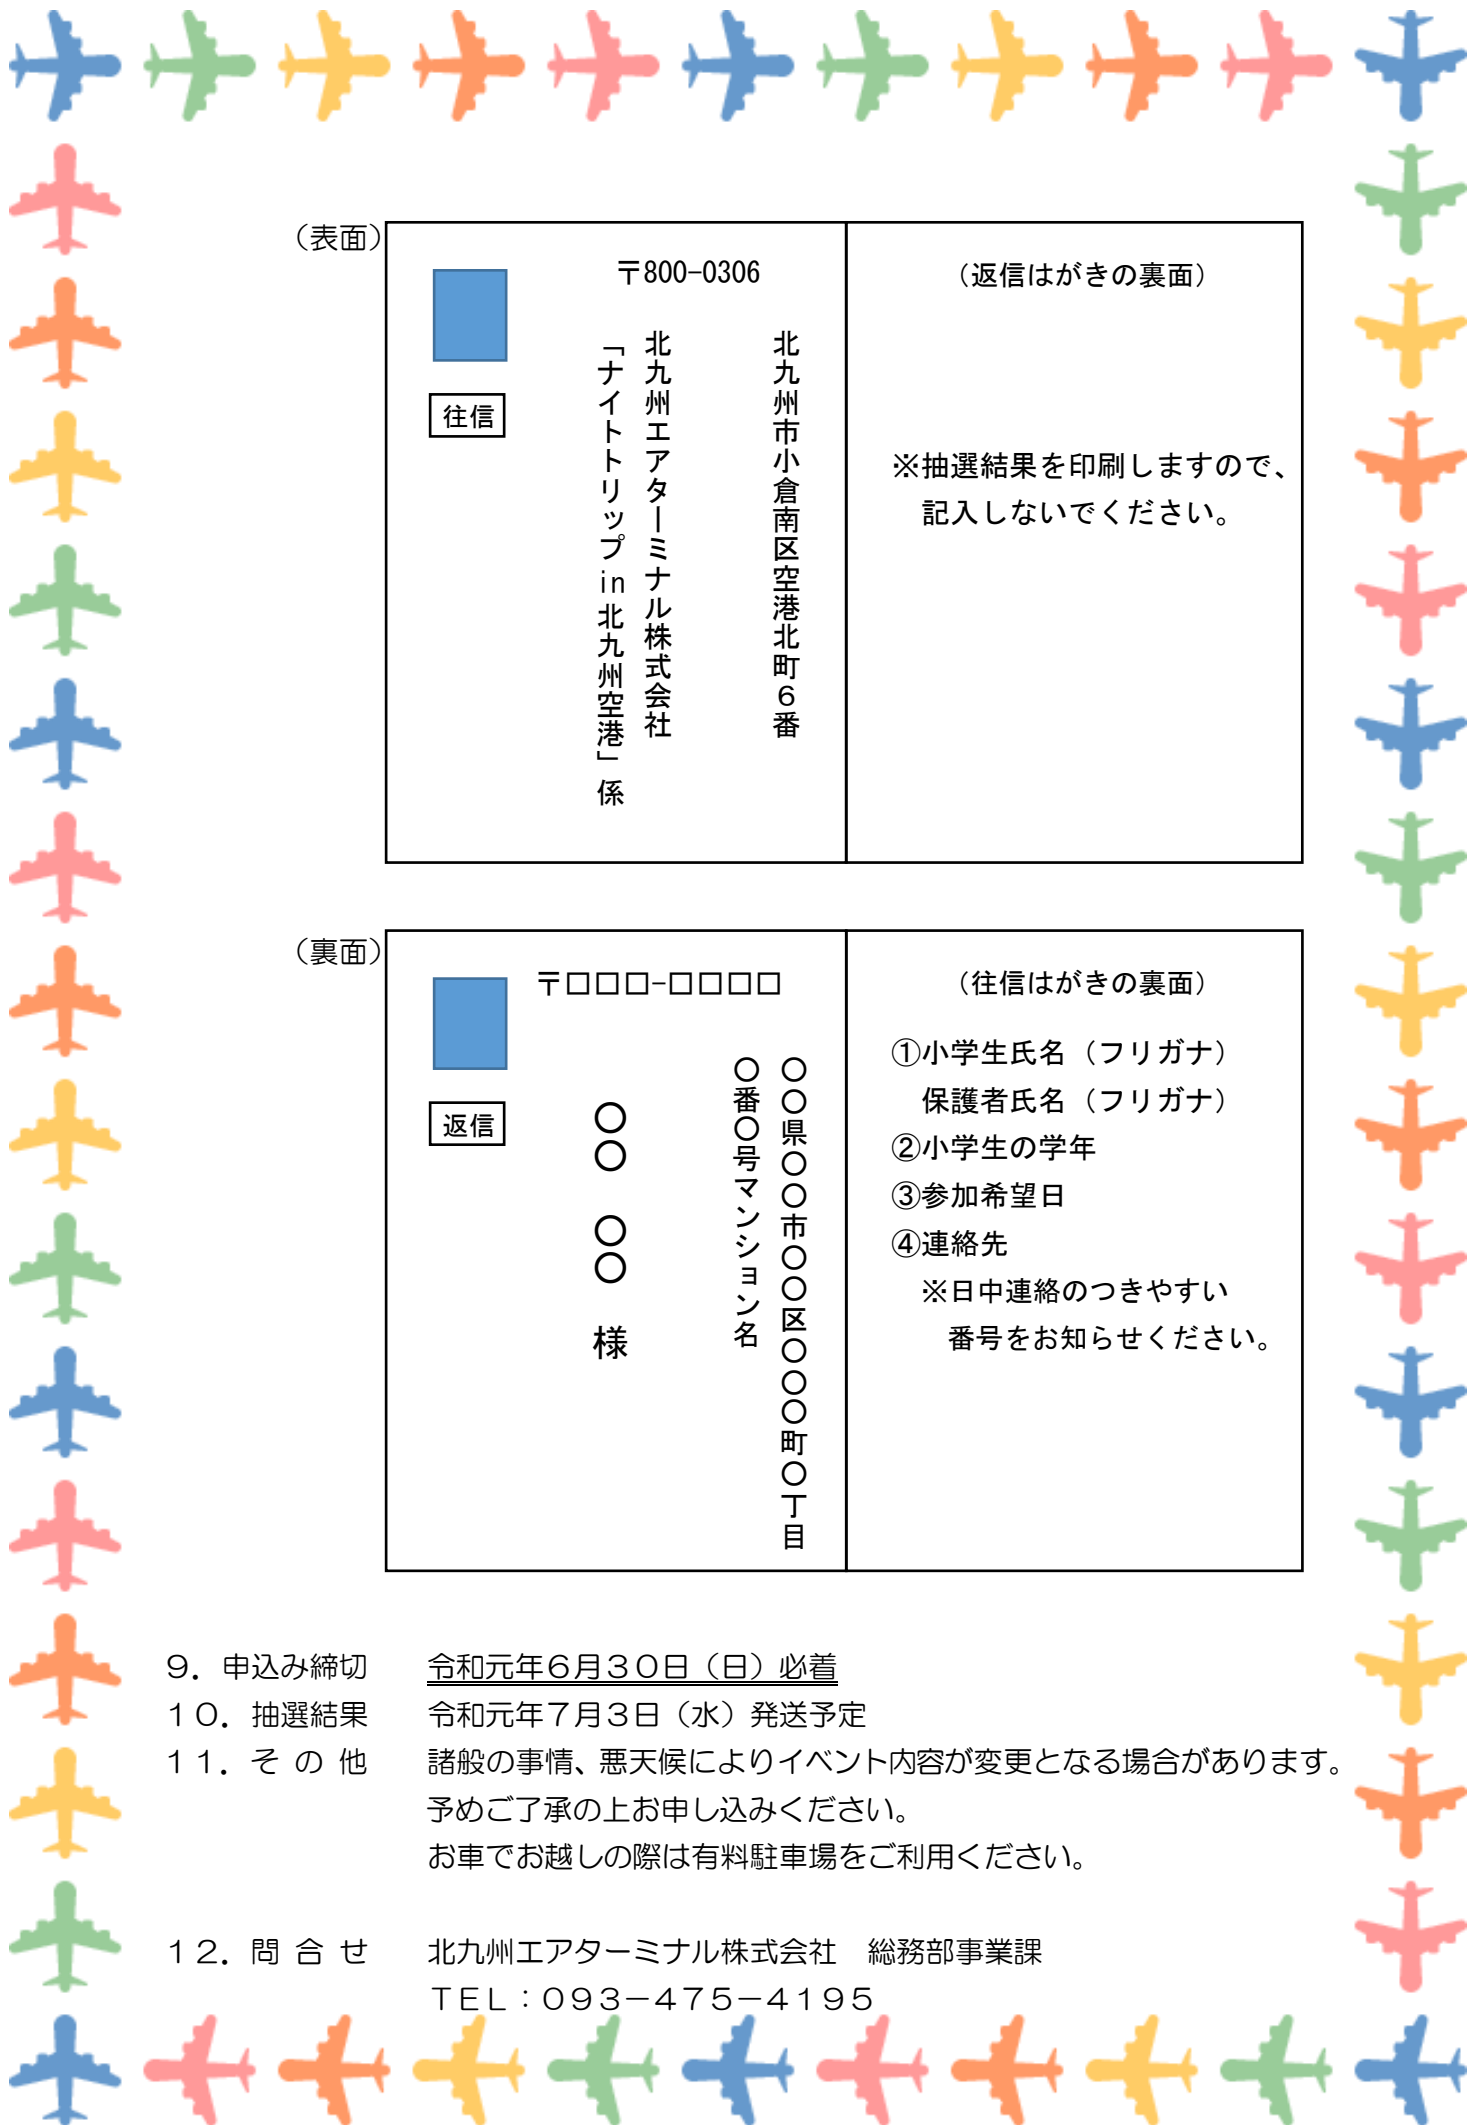 （表面）
〒800-0306
北九州市小倉南区空港北町６番
北九州エアターミナル株式会社
「ナイトトリップin北九州空港」係
往信
（返信はがきの裏面）
※抽選結果を印刷しますので、
記入しないでください。
（裏面）
〒□□□-□□□□
〇〇県〇〇市〇〇区〇〇〇町〇丁目
〇番〇号マンション名
〇〇　〇〇　様
返信
（往信はがきの裏面）
①小学生氏名（フリガナ）
保護者氏名（フリガナ）
②小学生の学年
③参加希望日
④連絡先
※日中連絡のつきやすい
番号をお知らせください。
９．申込み締切　令和元年６月３０日（日）必着
１０．抽選結果　令和元年７月３日（水）発送予定
１１．そ の 他　諸般の事情、悪天候によりイベント内容が変更となる場合があります。
予めご了承の上お申し込みください。
お車でお越しの際は有料駐車場をご利用ください。
１２．問 合 せ　北九州エアターミナル株式会社　総務部事業課
ＴＥＬ：０９３－４７５－４１９５